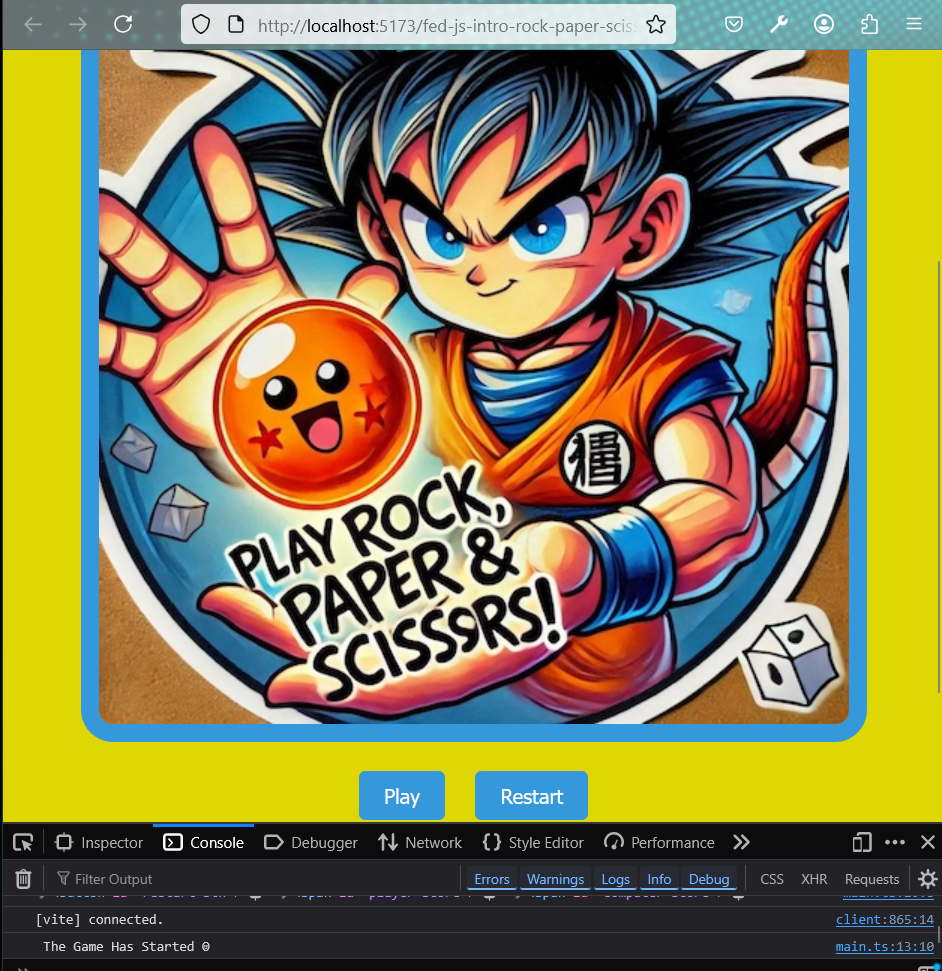 http://localhost:5173/fed-js-intro-rock-paper-sciss
PLAY ROCK,
PAPER &
SCISSORS!
Play
Restart
Inspector
Console
Debugger
Network
Style Editor
Performance
Filter Output
Errors
Warnings
Logs
Info
Debug
CSS
XHR
Requests
[vite] connected.
client:865:14
The Game Has Started 0
main.ts:13:10